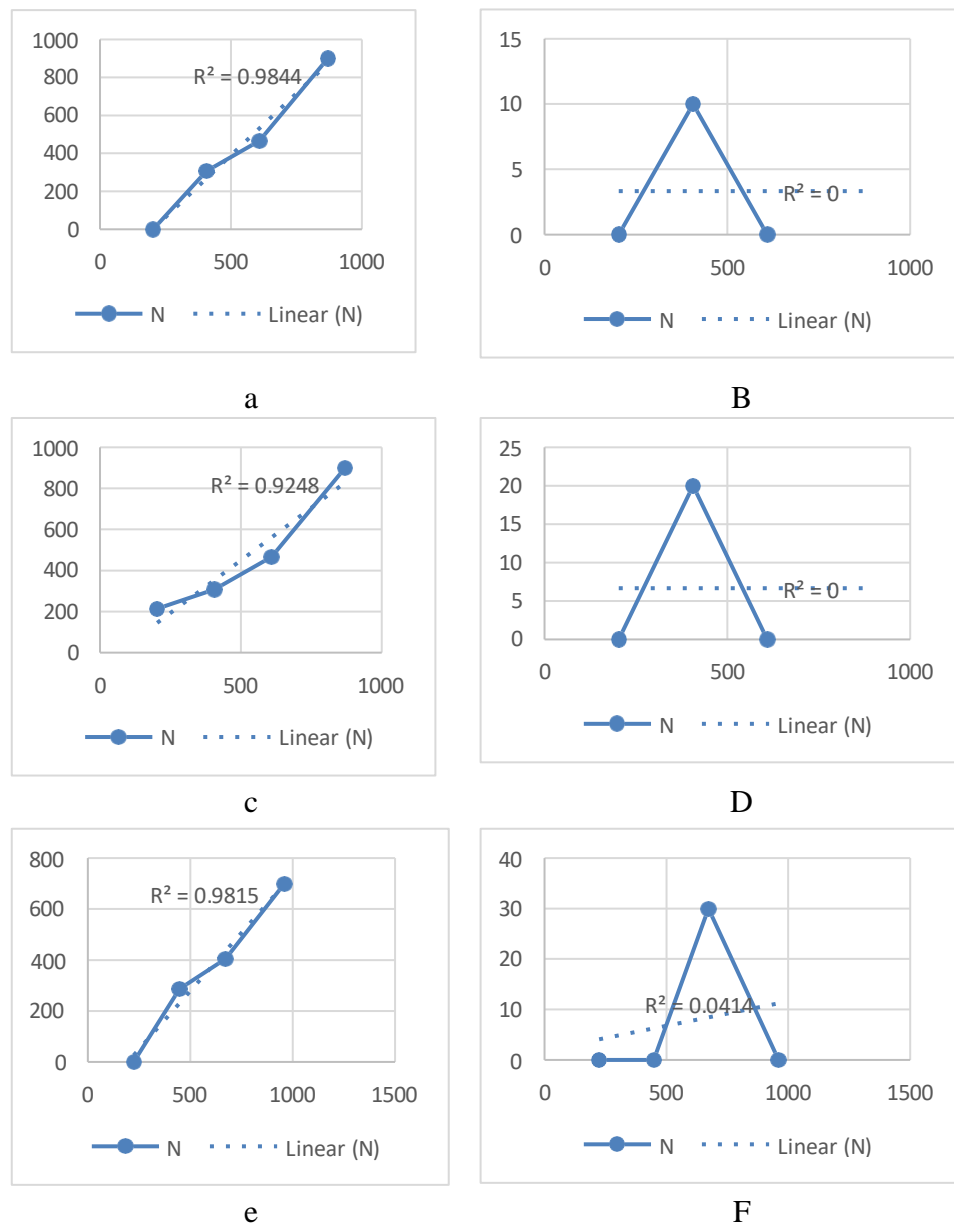 1000
800
600
400
200
0
R² = 0.9844
0 500 1000
N Linear (N)
a
15
10
5
0
R² = 0
0 500 1000
N Linear (N)
B
1000
800
600
400
200
0
R² = 0.9248
0 500 1000
N Linear (N)
c
25
20
15
10
5
0
R² = 0
0 500 1000
N Linear (N)
D
800
600
400
200
0
R² = 0.9815
0 500 1000 1500
N Linear (N)
e
40
30
20
10
0
R² = 0.0414
0 500 1000 1500
N Linear (N)
F